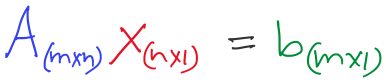 A(m×n) X(n×1) = b(m×1)